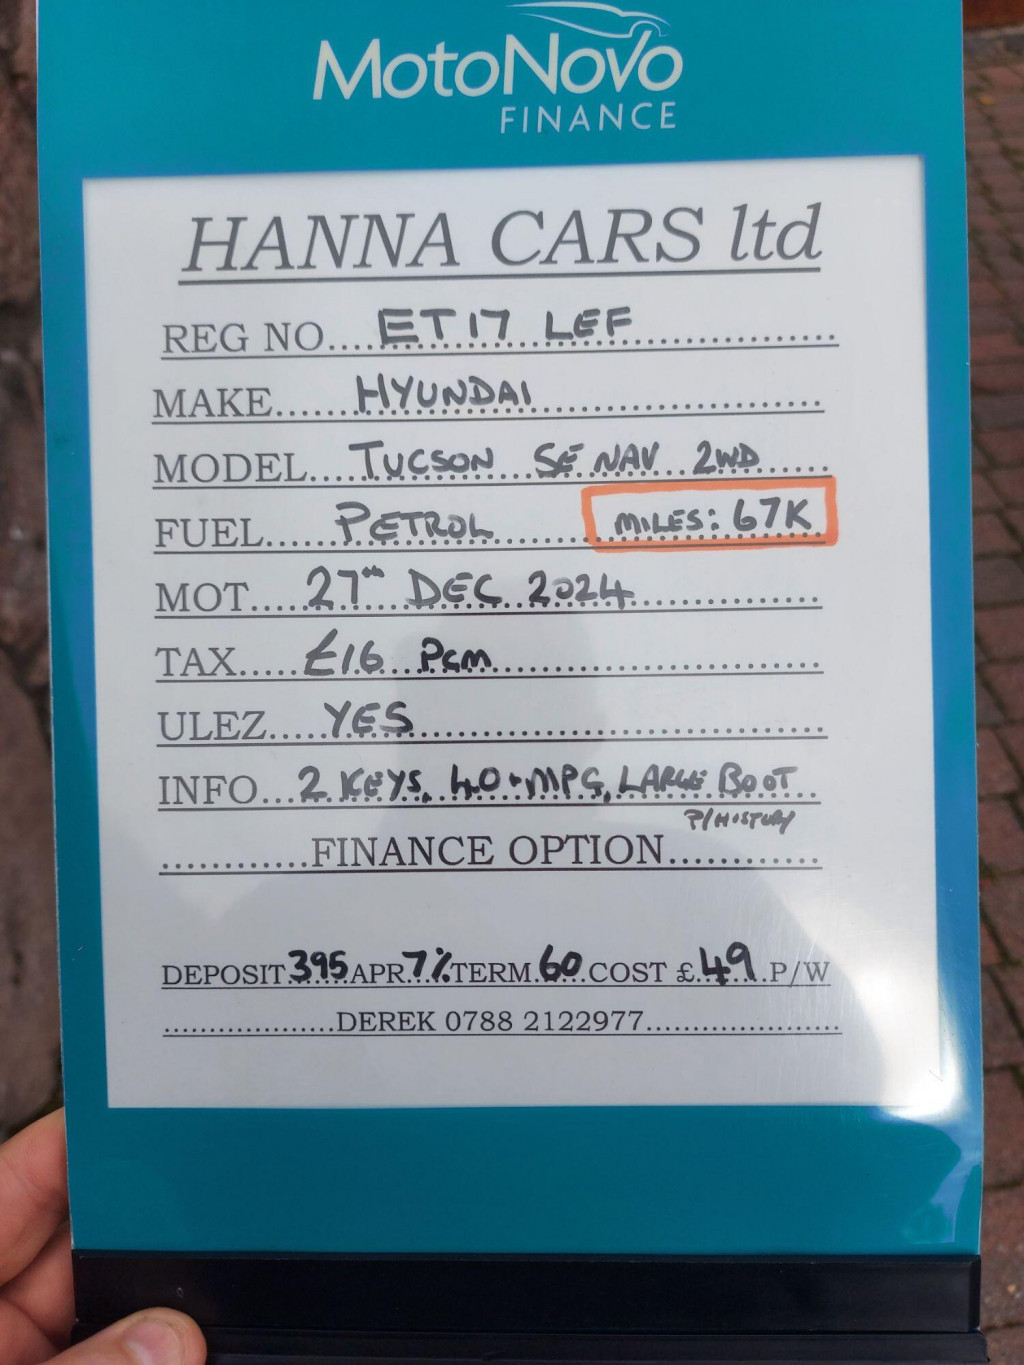 MotoNovo
FINANCE
HANNA CARS ltd
REG NO....ET17 LEF
MAKE......HYUNDAI
MODEL...TUCSON SE NAV 2WD
FUEL......PETROL MILES: 67K
MOT.....27th DEC 2024
TAX.....£16 PCM
ULEZ.....YES
INFO...2 KEYS, 40+MPG, LARGE BOOT
P/HISTORY
............FINANCE OPTION............
DEPOSIT 395 APR 7% TERM 60 COST £49 P/W
..................DEREK 0788 2122977.....................